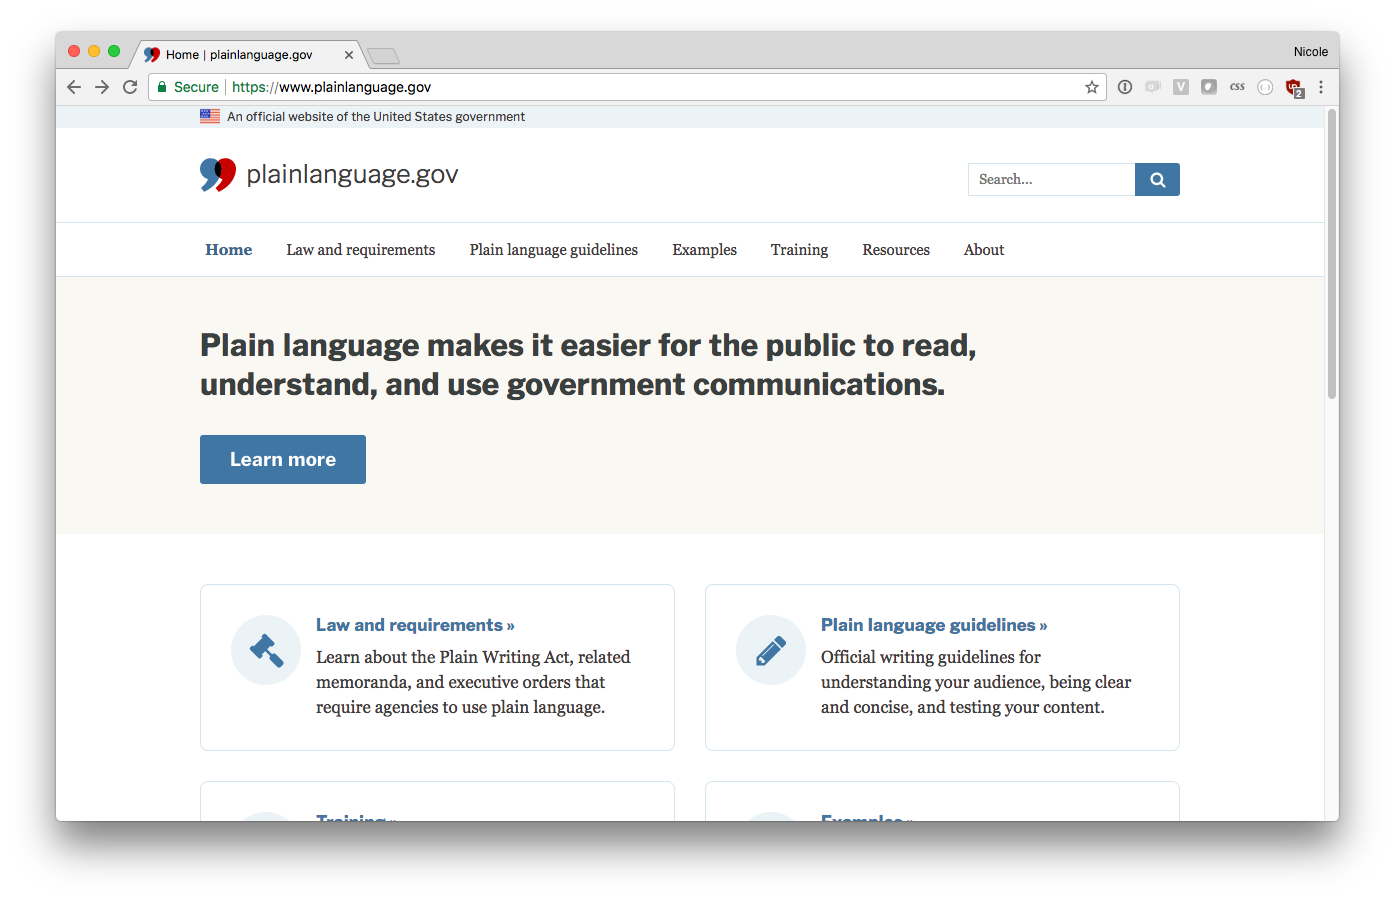 Home | plainlanguage.gov
Nicole
Secure
https://www.plainlanguage.gov
V
css
2
An official website of the United States government
plainlanguage.gov
Search...
Home
Law and requirements
Plain language guidelines
Examples
Training
Resources
About
Plain language makes it easier for the public to read,
understand, and use government communications.
Learn more
Law and requirements »
Learn about the Plain Writing Act, related
memoranda, and executive orders that
require agencies to use plain language.
Plain language guidelines »
Official writing guidelines for
understanding your audience, being clear
and concise, and testing your content.
Training »
Examples »